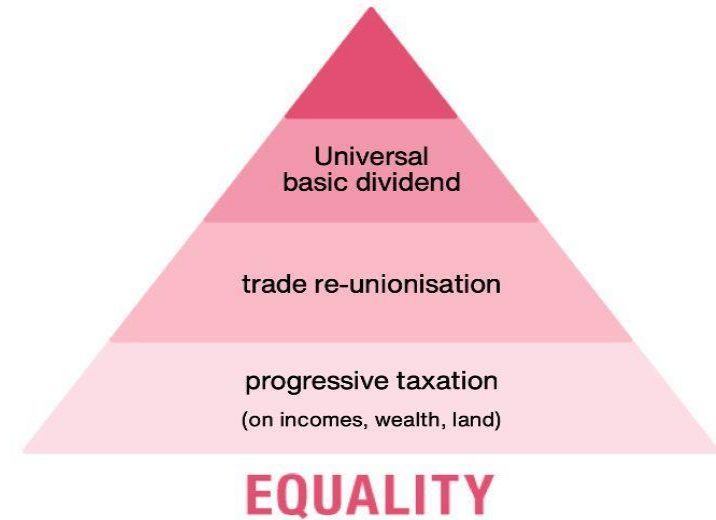 Universal
basic dividend
trade re-unionisation
progressive taxation
(on incomes, wealth, land)
EQUALITY